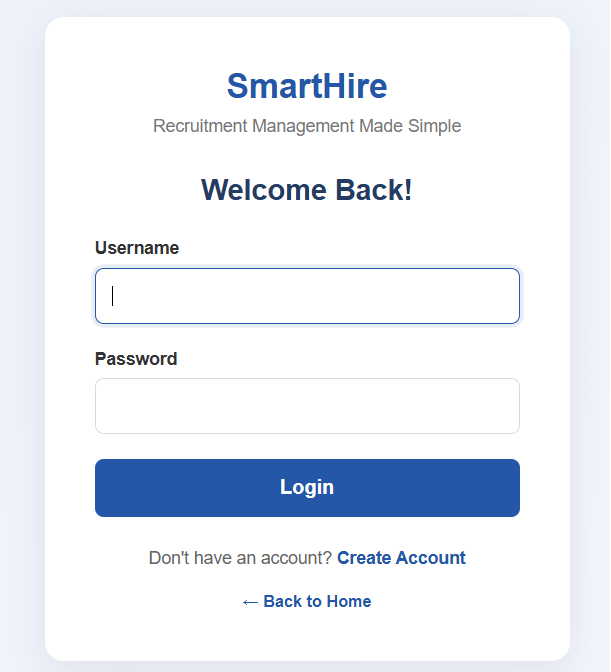 SmartHire
Recruitment Management Made Simple
Welcome Back!
Username
Password
Login
Don't have an account? Create Account
← Back to Home